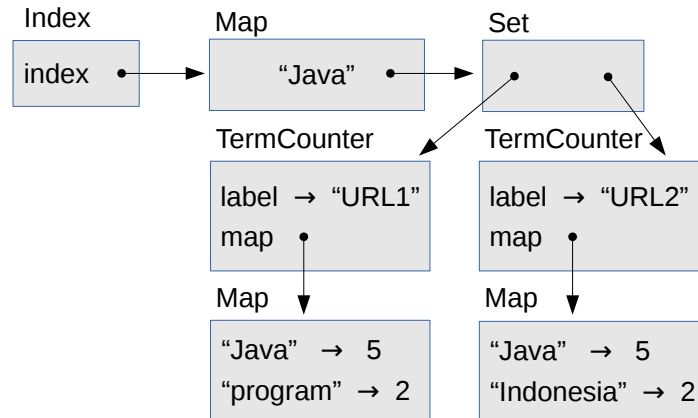 Index
index
Map
“Java”
Set
TermCounter
label → “URL1”
map
TermCounter
label → “URL2”
map
Map
“Java” → 5
“program” → 2
Map
“Java” → 5
“Indonesia” → 2